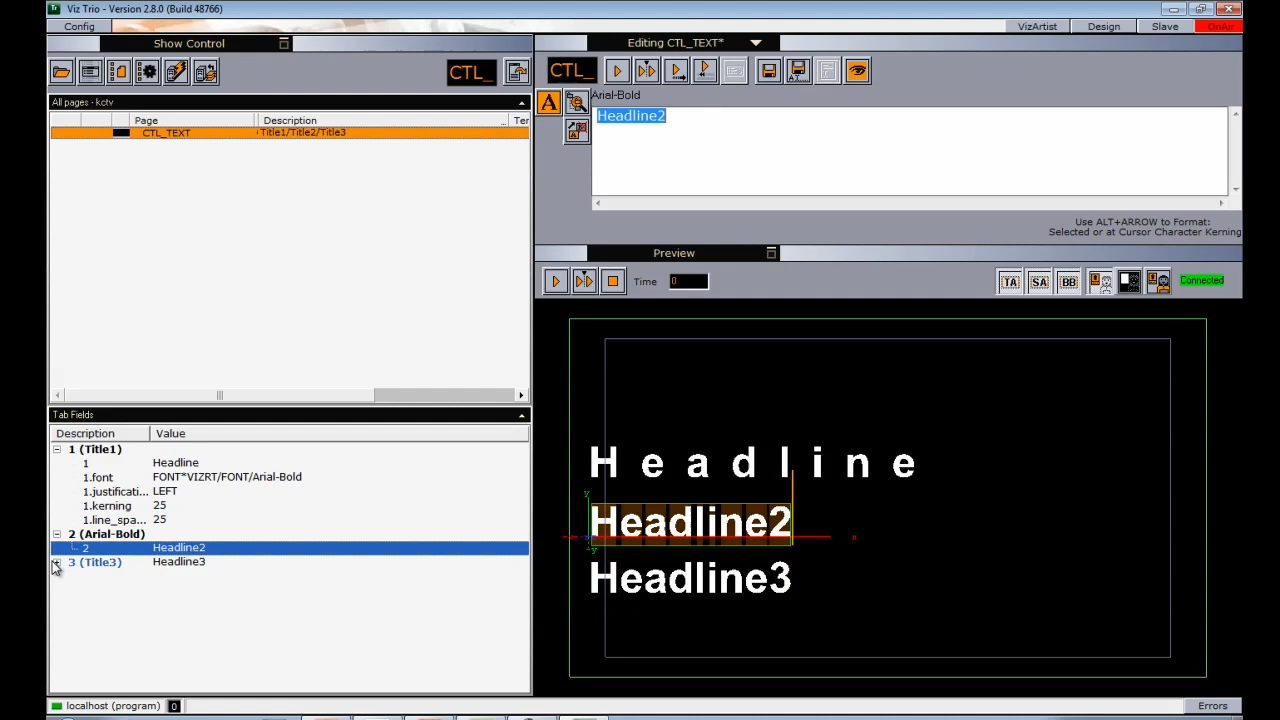 Viz Trio - Version 2.8.0 (Build 48766)
Config
VizArtist
Design
Slave
OnAir
Show Control
Editing CTL_TEXT*
CTL_
CTL_
Arial-Bold
A
Headline2
All pages - kctv
Page
Description
...
Ter
CTL_TEXT
Title1/Title2/Title3
Use ALT+ARROW to Format:
Selected or at Cursor Character Kerning
Preview
Time
0
TA
SA
BB
Connected
Tab Fields
Description
Value
1 (Title1)
1
Headline
1.font
FONT*VIZRT/FONT/Arial-Bold
1.justificati...
LEFT
1.kerning
25
1.line_spa...
25
2 (Arial-Bold)
2
Headline2
3 (Title3)
Headline3
Headline
y
Headline2
x
Headline3
localhost (program)
0
Errors